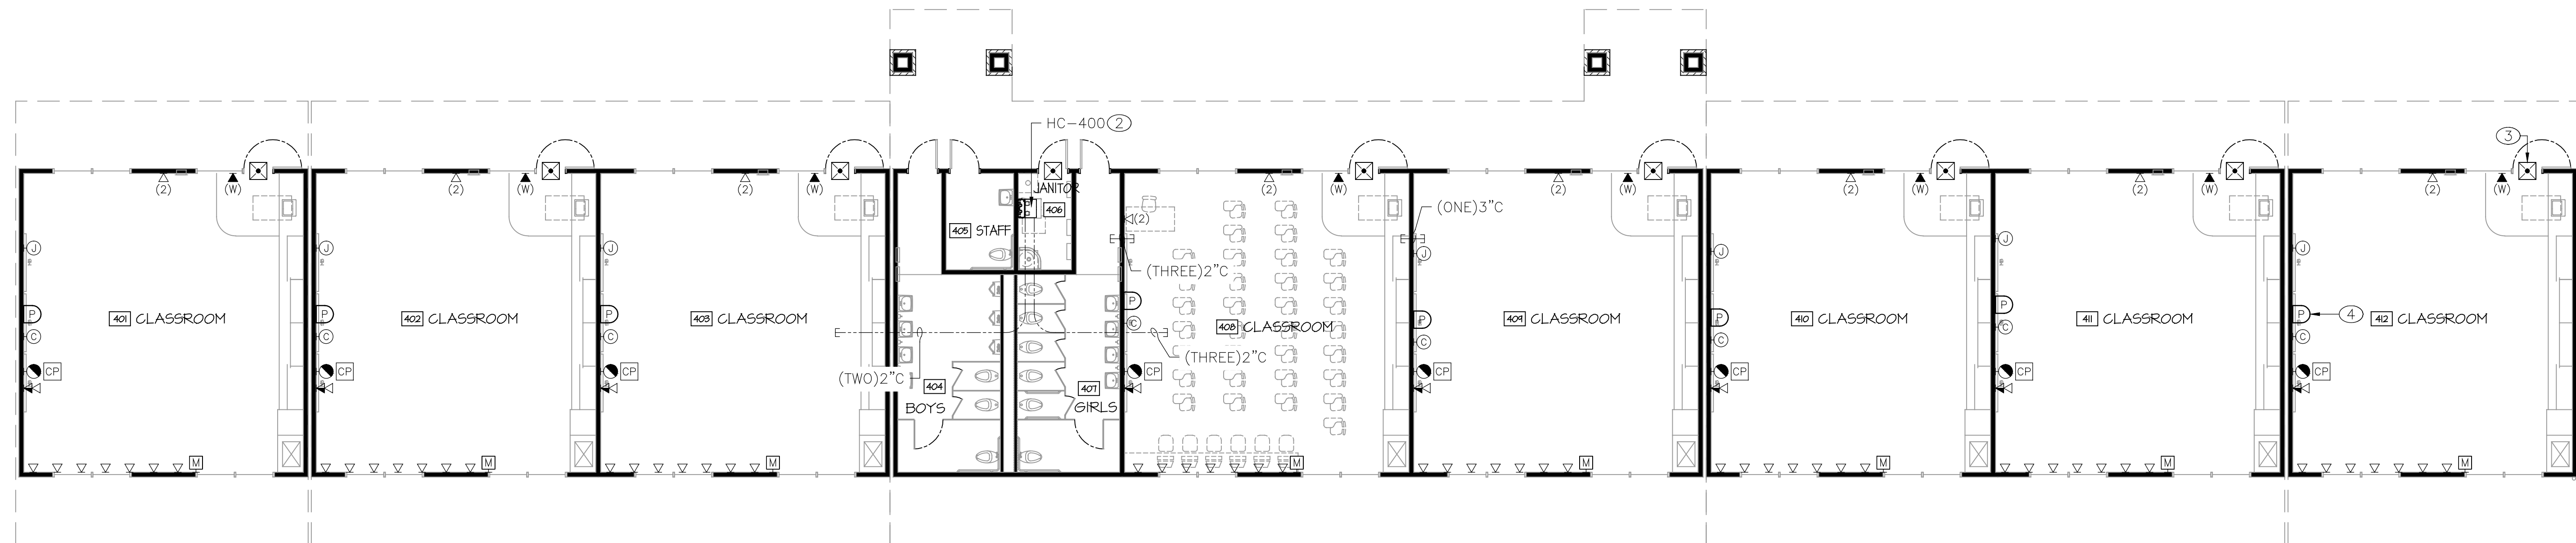 HC-400 2
3
(2) (W) (2) (W) (2) (W) (2) (W) (2) (W) (2) (W) (2) (W) (2) (W)
JANITOR
406
(2)
405 STAFF
(ONE)3"C
J J J J J J J J
(THREE)2"C
P P P P P P P P P
4
401 CLASSROOM
402 CLASSROOM
403 CLASSROOM
408 CLASSROOM
409 CLASSROOM
410 CLASSROOM
411 CLASSROOM
412 CLASSROOM
C C C C C C C C C
(THREE)2"C
(TWO)2"C
CP CP CP CP CP CP CP CP
404
BOYS
407
GIRLS
M M M M M M M M